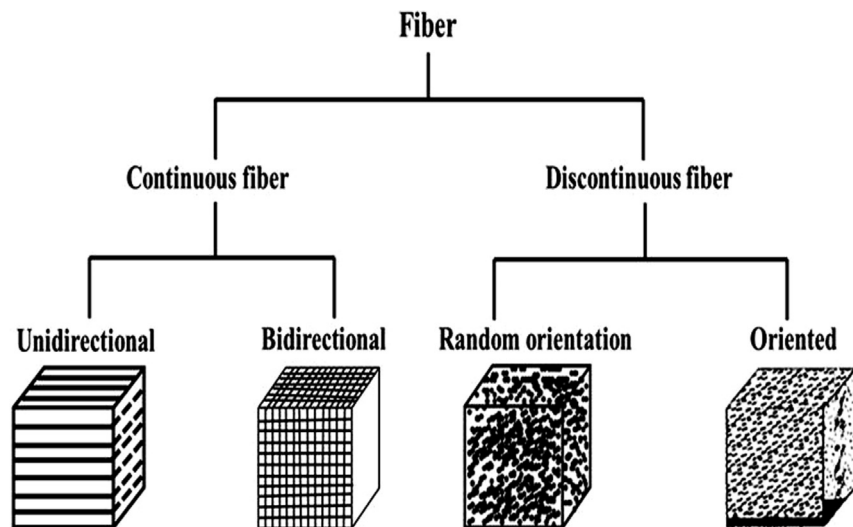 Fiber
Continuous fiber
Discontinuous fiber
Unidirectional
Bidirectional
Random orientation
Oriented